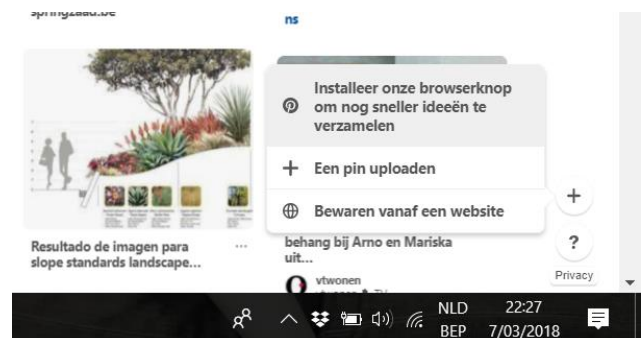 springzaad.be
ns
Installeer onze browserknop
om nog sneller ideeën te
verzamelen
Een pin uploaden
Bewaren vanaf een website
Resultado de imagen para
slope standards landscape...
behang bij Arno en Mariska
uit...
vtwonen
?
Privacy
NLD
BEP
22:27
7/03/2018